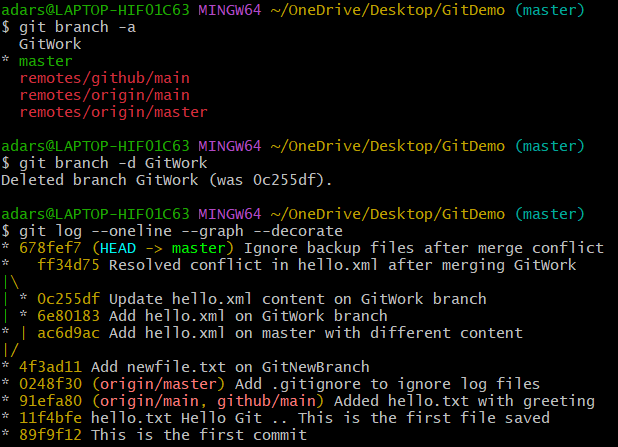 adars@LAPTOP-HIFO1C63 MINGW64 ~/OneDrive/Desktop/GitDemo (master)
$ git branch -a
  GitWork
* master
  remotes/github/main
  remotes/origin/main
  remotes/origin/master

adars@LAPTOP-HIFO1C63 MINGW64 ~/OneDrive/Desktop/GitDemo (master)
$ git branch -d GitWork
Deleted branch GitWork (was 0c255df).

adars@LAPTOP-HIFO1C63 MINGW64 ~/OneDrive/Desktop/GitDemo (master)
$ git log --oneline --graph --decorate
* 678fef7 (HEAD -> master) Ignore backup files after merge conflict
*   ff34d75 Resolved conflict in hello.xml after merging GitWork
|\
| * 0c255df Update hello.xml content on GitWork branch
| * 6e80183 Add hello.xml on GitWork branch
* | ac6d9ac Add hello.xml on master with different content
|/
* 4f3ad11 Add newfile.txt on GitNewBranch
* 0248f30 (origin/master) Add .gitignore to ignore log files
* 91efa80 (origin/main, github/main) Added hello.txt with greeting
* 11f4bfe hello.txt Hello Git .. This is the first file saved
* 89f9f12 This is the first commit